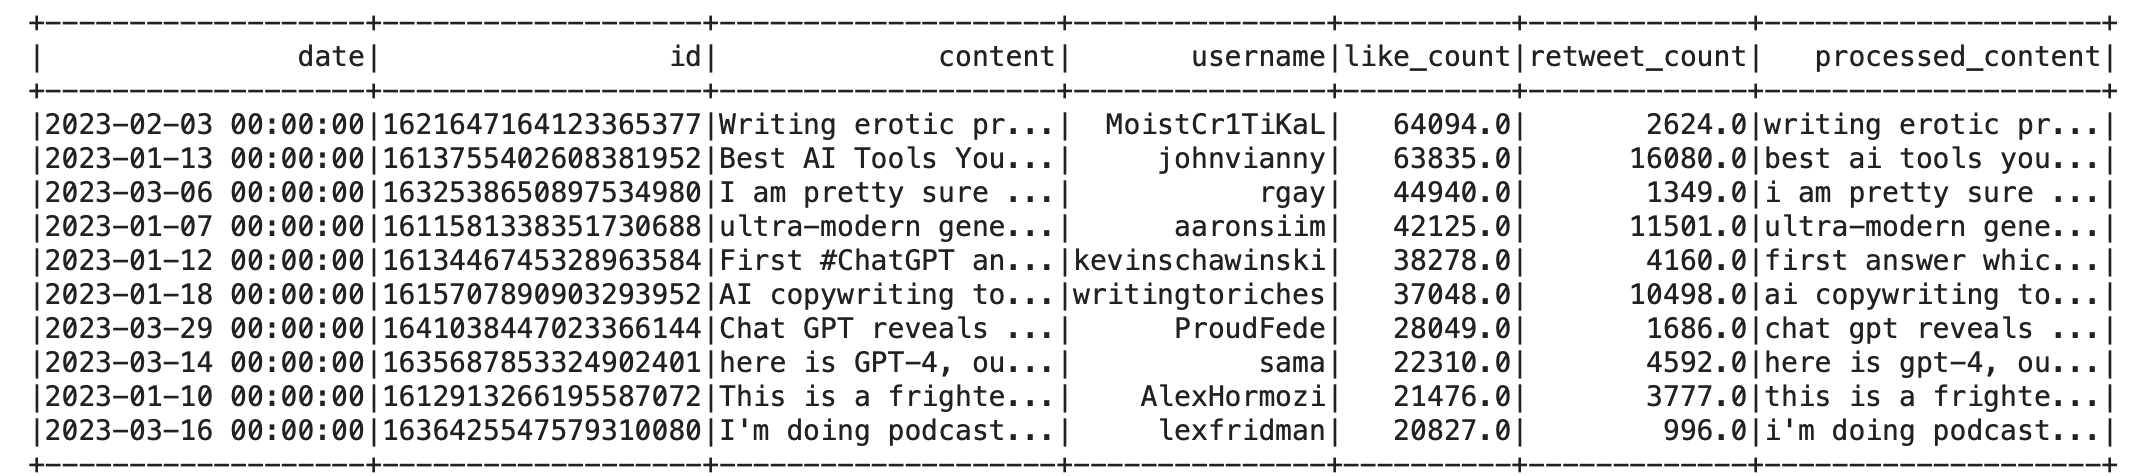 +-------------------+-------------------+--------------------+---------------+----------+-------------+--------------------+
|               date|                 id|             content|       username|like_count|retweet_count|   processed_content|
+-------------------+-------------------+--------------------+---------------+----------+-------------+--------------------+
|2023-02-03 00:00:00|1621647164123365377|Writing erotic pr...|   MoistCr1TiKaL|   64094.0|       2624.0|writing erotic pr...|
|2023-01-13 00:00:00|1613755402608381952|Best AI Tools You...|      johnvianny|   63835.0|      16080.0|best ai tools you...|
|2023-03-06 00:00:00|1632538650897534980|I am pretty sure ...|            rgay|   44940.0|       1349.0|i am pretty sure ...|
|2023-01-07 00:00:00|1611581338351730688|ultra-modern gene...|       aaronsiim|   42125.0|      11501.0|ultra-modern gene...|
|2023-01-12 00:00:00|1613446745328963584|First #ChatGPT an...|kevinschawinski|   38278.0|       4160.0|first answer whic...|
|2023-01-18 00:00:00|1615707890903293952|AI copywriting to...|writingtoriches|   37048.0|      10498.0|ai copywriting to...|
|2023-03-29 00:00:00|1641038447023366144|Chat GPT reveals ...|       ProudFede|   28049.0|       1686.0|chat gpt reveals ...|
|2023-03-14 00:00:00|1635687853324902401|here is GPT-4, ou...|            sama|   22310.0|       4592.0|here is gpt-4, ou...|
|2023-01-10 00:00:00|1612913266195587072|This is a frighte...|     AlexHormozi|   21476.0|       3777.0|this is a frighte...|
|2023-03-16 00:00:00|1636425547579310080|I'm doing podcast...|      lexfridman|   20827.0|        996.0|i'm doing podcast...|
+-------------------+-------------------+--------------------+---------------+----------+-------------+--------------------+